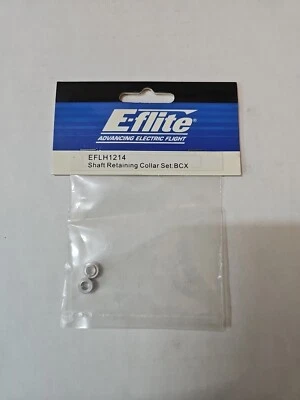 E-flite®
ADVANCING ELECTRIC FLIGHT
EFLH1214
Shaft Retaining Collar Set:BCX